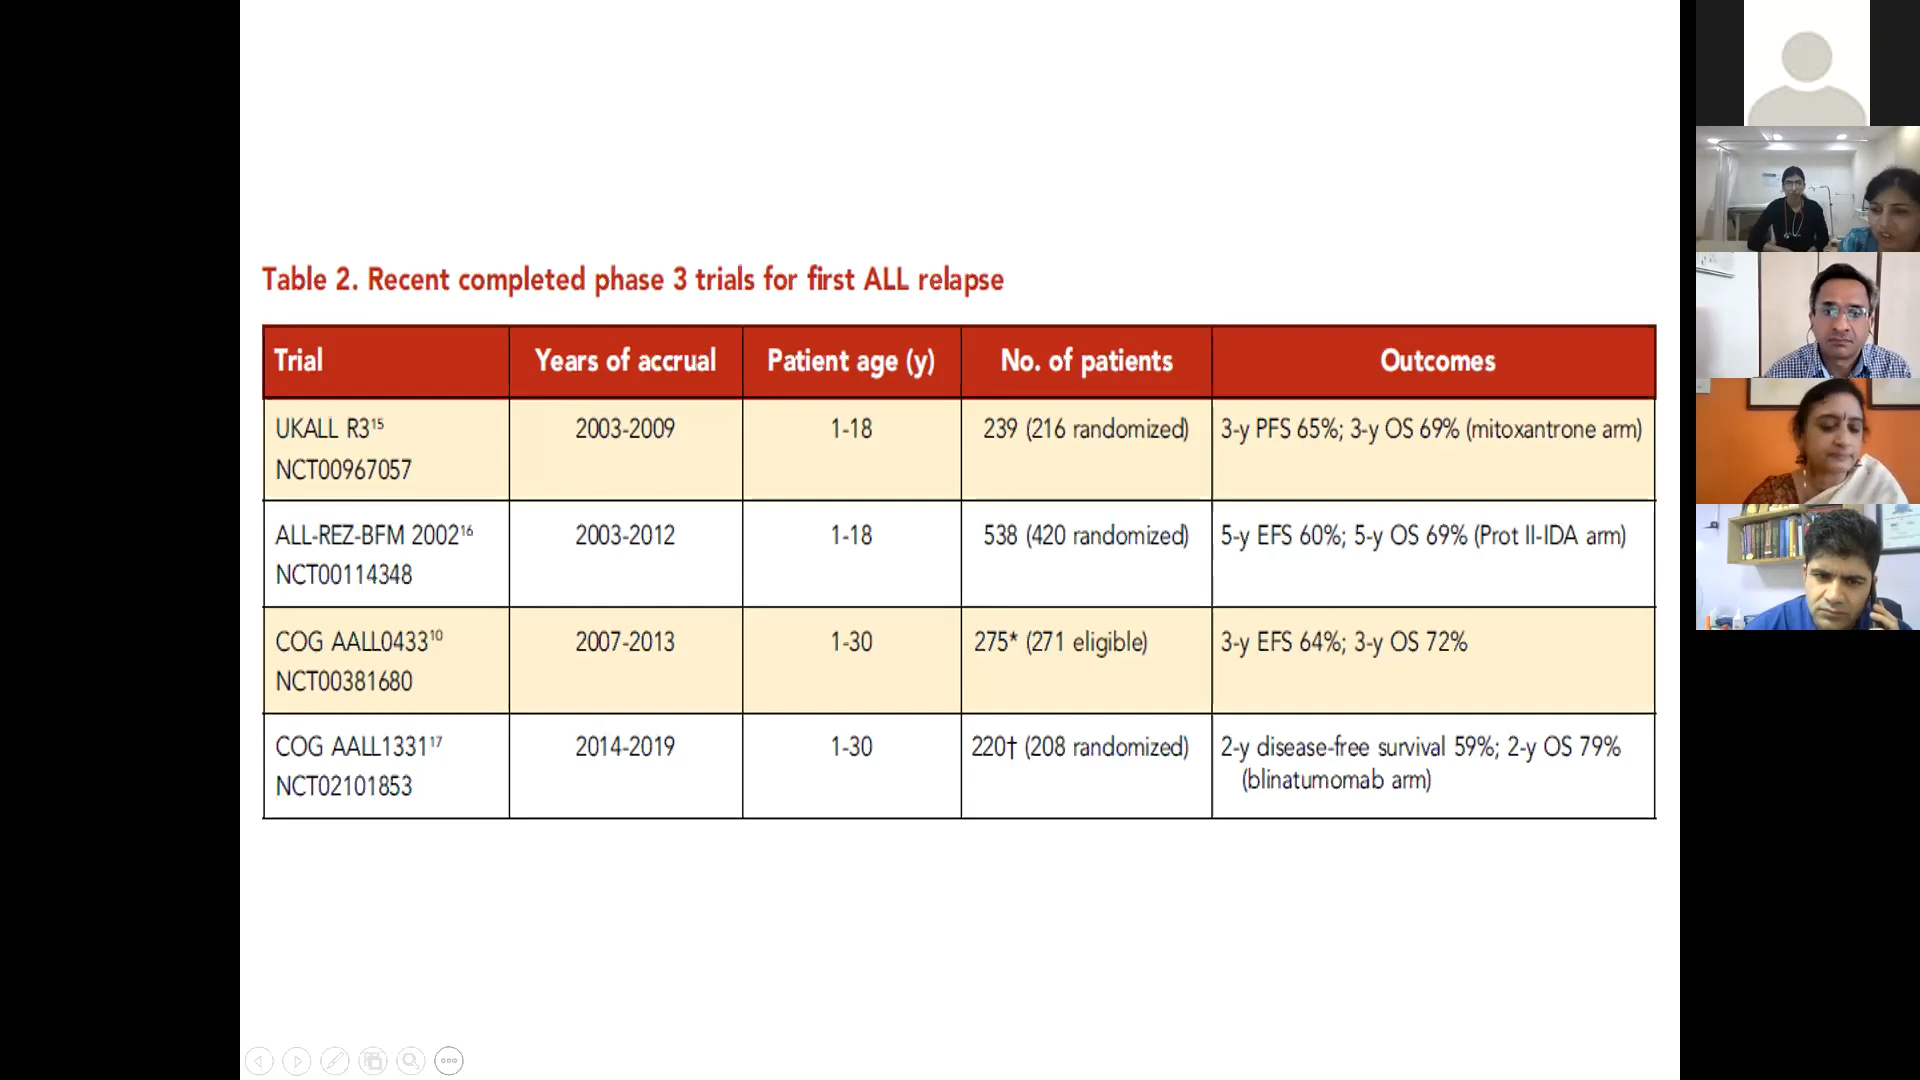 Table 2. Recent completed phase 3 trials for first ALL relapse
Trial Years of accrual Patient age (y) No. of patients Outcomes
UKALL R3¹⁵ 2003-2009 1-18 239 (216 randomized) 3-y PFS 65%; 3-y OS 69% (mitoxantrone arm)
NCT00967057
ALL-REZ-BFM 2002¹⁶ 2003-2012 1-18 538 (420 randomized) 5-y EFS 60%; 5-y OS 69% (Prot II-IDA arm)
NCT00114348
COG AALL0433¹⁰ 2007-2013 1-30 275* (271 eligible) 3-y EFS 64%; 3-y OS 72%
NCT00381680
COG AALL1331¹⁷ 2014-2019 1-30 220† (208 randomized) 2-y disease-free survival 59%; 2-y OS 79%
NCT02101853 (blinatumomab arm)